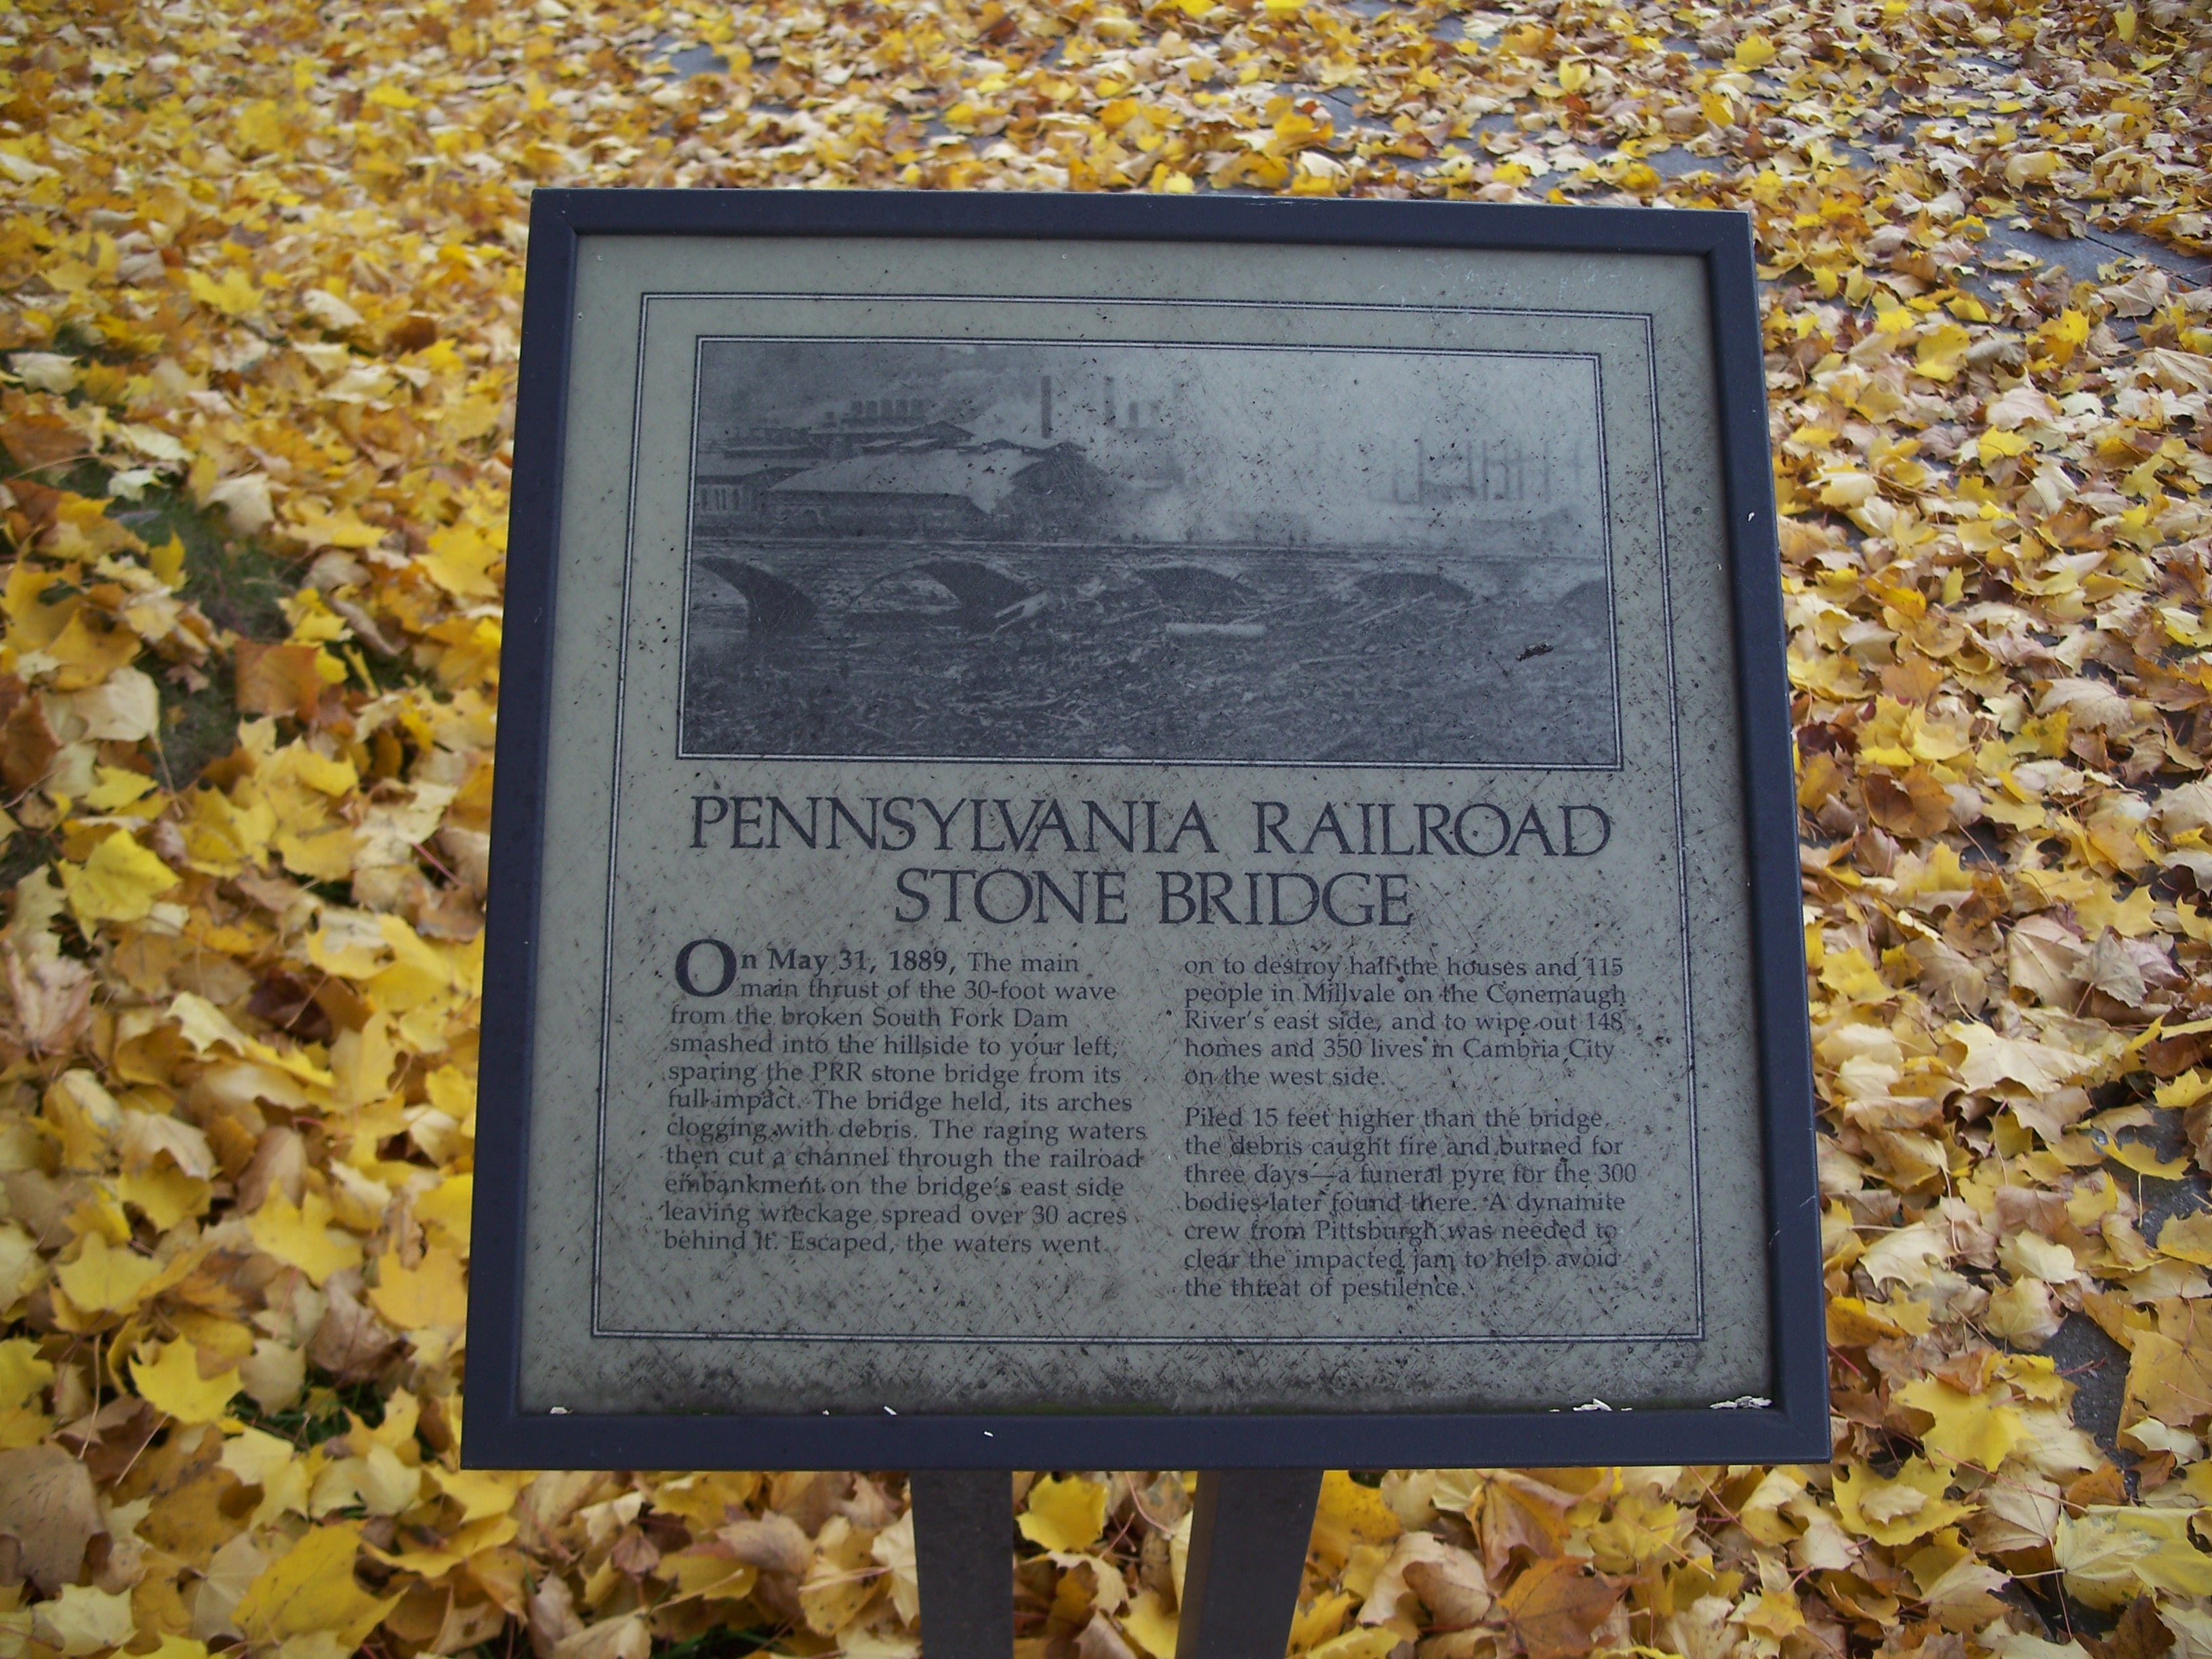 PENNSYLVANIA RAILROAD
STONE BRIDGE
On May 31, 1889, The main
main thrust of the 30-foot wave
from the broken South Fork Dam
smashed into the hillside to your left,
sparing the PRR stone bridge from its
full impact. The bridge held, its arches
clogging with debris. The raging waters
then cut a channel through the railroad
embankment on the bridge's east side
leaving wreckage spread over 30 acres
behind it. Escaped, the waters went
on to destroy half the houses and 115
people in Millvale on the Conemaugh
River's east side, and to wipe out 148
homes and 350 lives in Cambria City
on the west side.
Piled 15 feet higher than the bridge,
the debris caught fire and burned for
three days—a funeral pyre for the 300
bodies later found there. A dynamite
crew from Pittsburgh was needed to
clear the impacted jam to help avoid
the threat of pestilence.